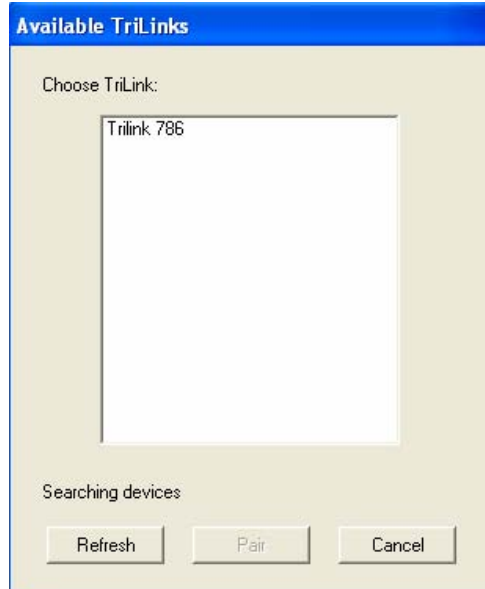 Available TriLinks
Choose TriLink:
Trilink 786
Searching devices
Refresh Pair Cancel